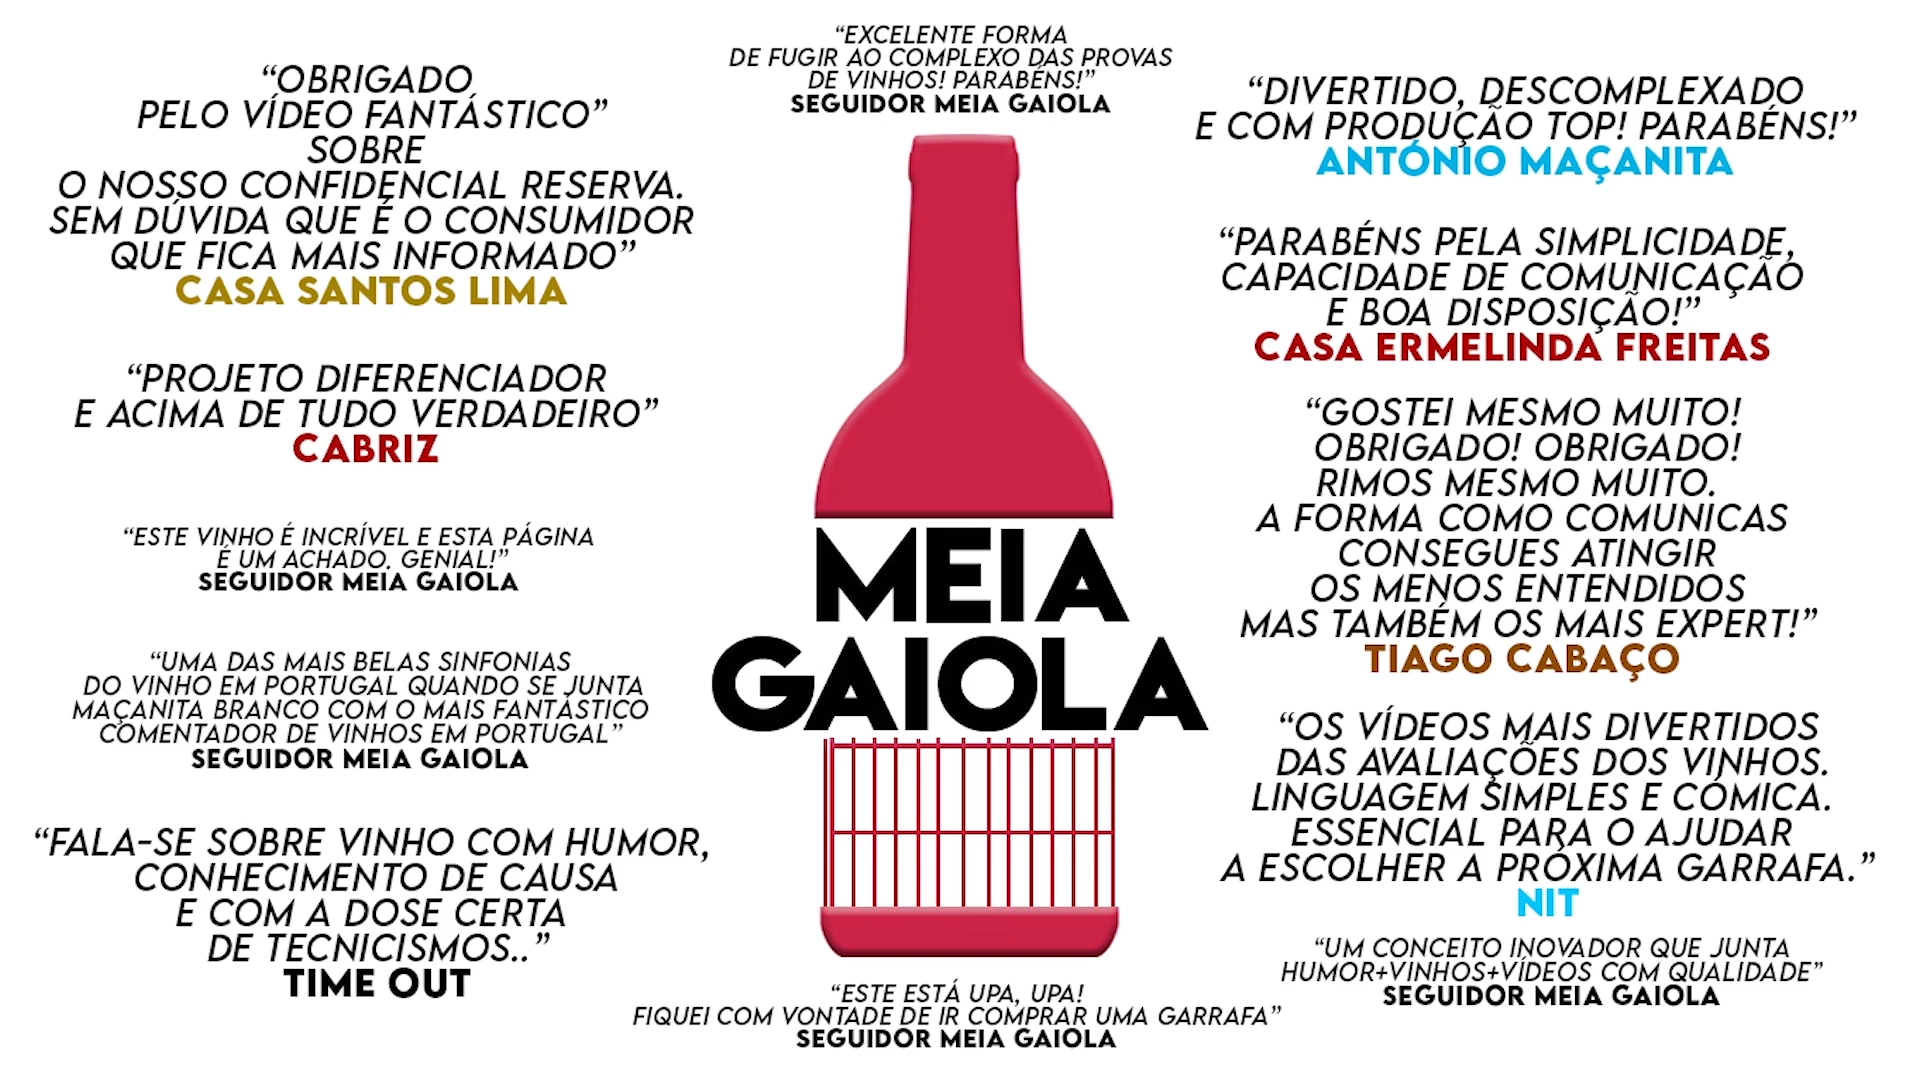 “OBRIGADO
PELO VÍDEO FANTÁSTICO”
SOBRE
O NOSSO CONFIDENCIAL RESERVA.
SEM DÚVIDA QUE É O CONSUMIDOR
QUE FICA MAIS INFORMADO”
CASA SANTOS LIMA
“PROJETO DIFERENCIADOR
E ACIMA DE TUDO VERDADEIRO”
CABRIZ
“ESTE VINHO É INCRÍVEL E ESTA PÁGINA
É UM ACHADO. GENIAL!”
SEGUIDOR MEIA GAIOLA
“UMA DAS MAIS BELAS SINFONIAS
DO VINHO EM PORTUGAL QUANDO SE JUNTA
MAÇANITA BRANCO COM O MAIS FANTÁSTICO
COMENTADOR DE VINHOS EM PORTUGAL”
SEGUIDOR MEIA GAIOLA
“FALA-SE SOBRE VINHO COM HUMOR,
CONHECIMENTO DE CAUSA
E COM A DOSE CERTA
DE TECNICISMOS..”
TIME OUT
“EXCELENTE FORMA
DE FUGIR AO COMPLEXO DAS PROVAS
DE VINHOS! PARABÉNS!”
SEGUIDOR MEIA GAIOLA
MEIA
GAIOLA
“ESTE ESTÁ UPA, UPA!
FIQUEI COM VONTADE DE IR COMPRAR UMA GARRAFA”
SEGUIDOR MEIA GAIOLA
“DIVERTIDO, DESCOMPLEXADO
E COM PRODUÇÃO TOP! PARABÉNS!”
ANTÓNIO MAÇANITA
“PARABÉNS PELA SIMPLICIDADE,
CAPACIDADE DE COMUNICAÇÃO
E BOA DISPOSIÇÃO!”
CASA ERMELINDA FREITAS
“GOSTEI MESMO MUITO!
OBRIGADO! OBRIGADO!
RIMOS MESMO MUITO.
A FORMA COMO COMUNICAS
CONSEGUES ATINGIR
OS MENOS ENTENDIDOS
MAS TAMBÉM OS MAIS EXPERT!”
TIAGO CABAÇO
“OS VÍDEOS MAIS DIVERTIDOS
DAS AVALIAÇÕES DOS VINHOS.
LINGUAGEM SIMPLES E CÓMICA.
ESSENCIAL PARA O AJUDAR
A ESCOLHER A PRÓXIMA GARRAFA.”
NIT
“UM CONCEITO INOVADOR QUE JUNTA
HUMOR+VINHOS+VÍDEOS COM QUALIDADE”
SEGUIDOR MEIA GAIOLA